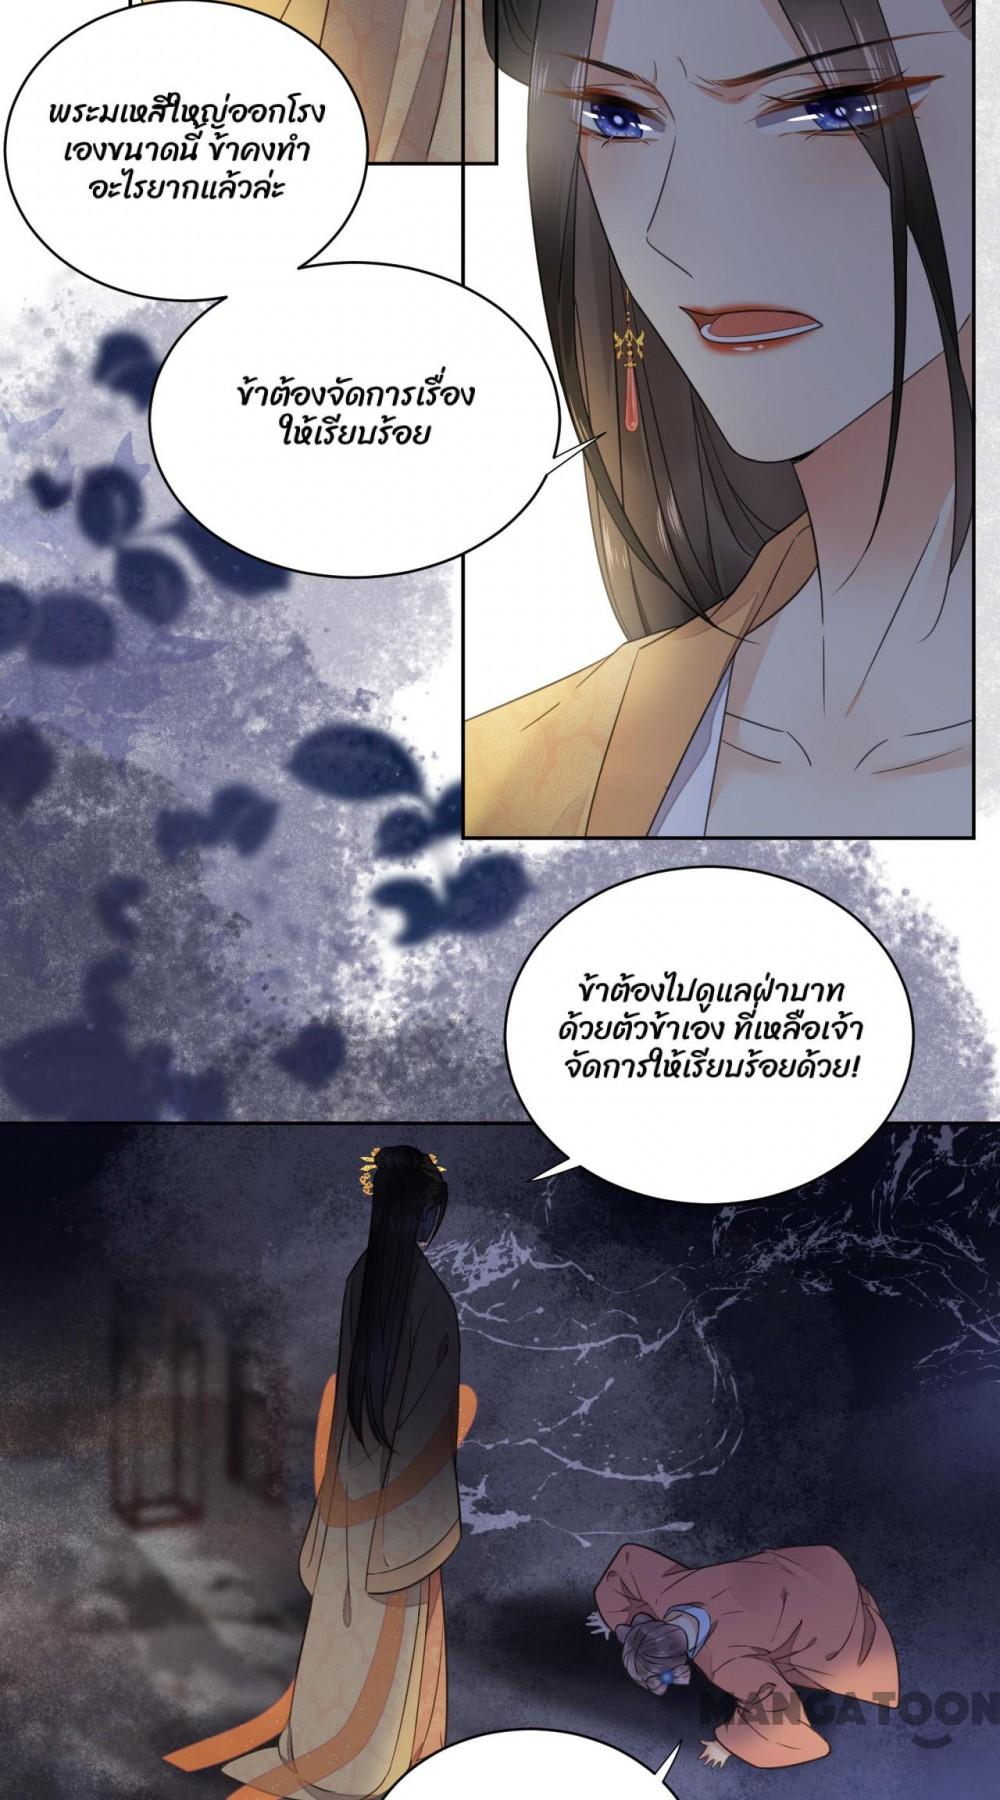 พระมเหสีใหญ่ออกโรง
เองขนาดนี้ ข้าคงทำ
อะไรยากแล้วล่ะ
ข้าต้องจัดการเรื่อง
ให้เรียบร้อย
ข้าต้องไปดูแลฝ่าบาท
ด้วยตัวข้าเอง ที่เหลือเจ้า
จัดการให้เรียบร้อยด้วย!
MANGATOON